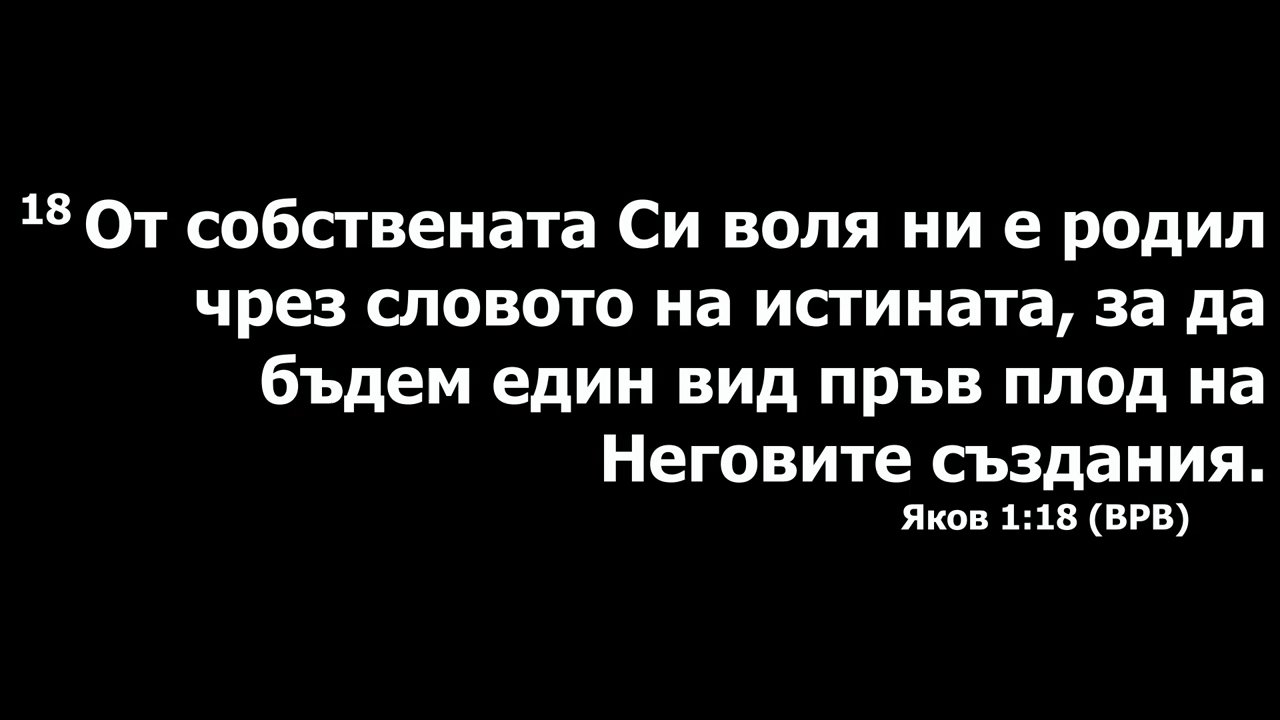 18 От собствената Си воля ни е родил
чрез словото на истината, за да
бъдем един вид пръв плод на
Неговите създания.
Яков 1:18 (ВРВ)